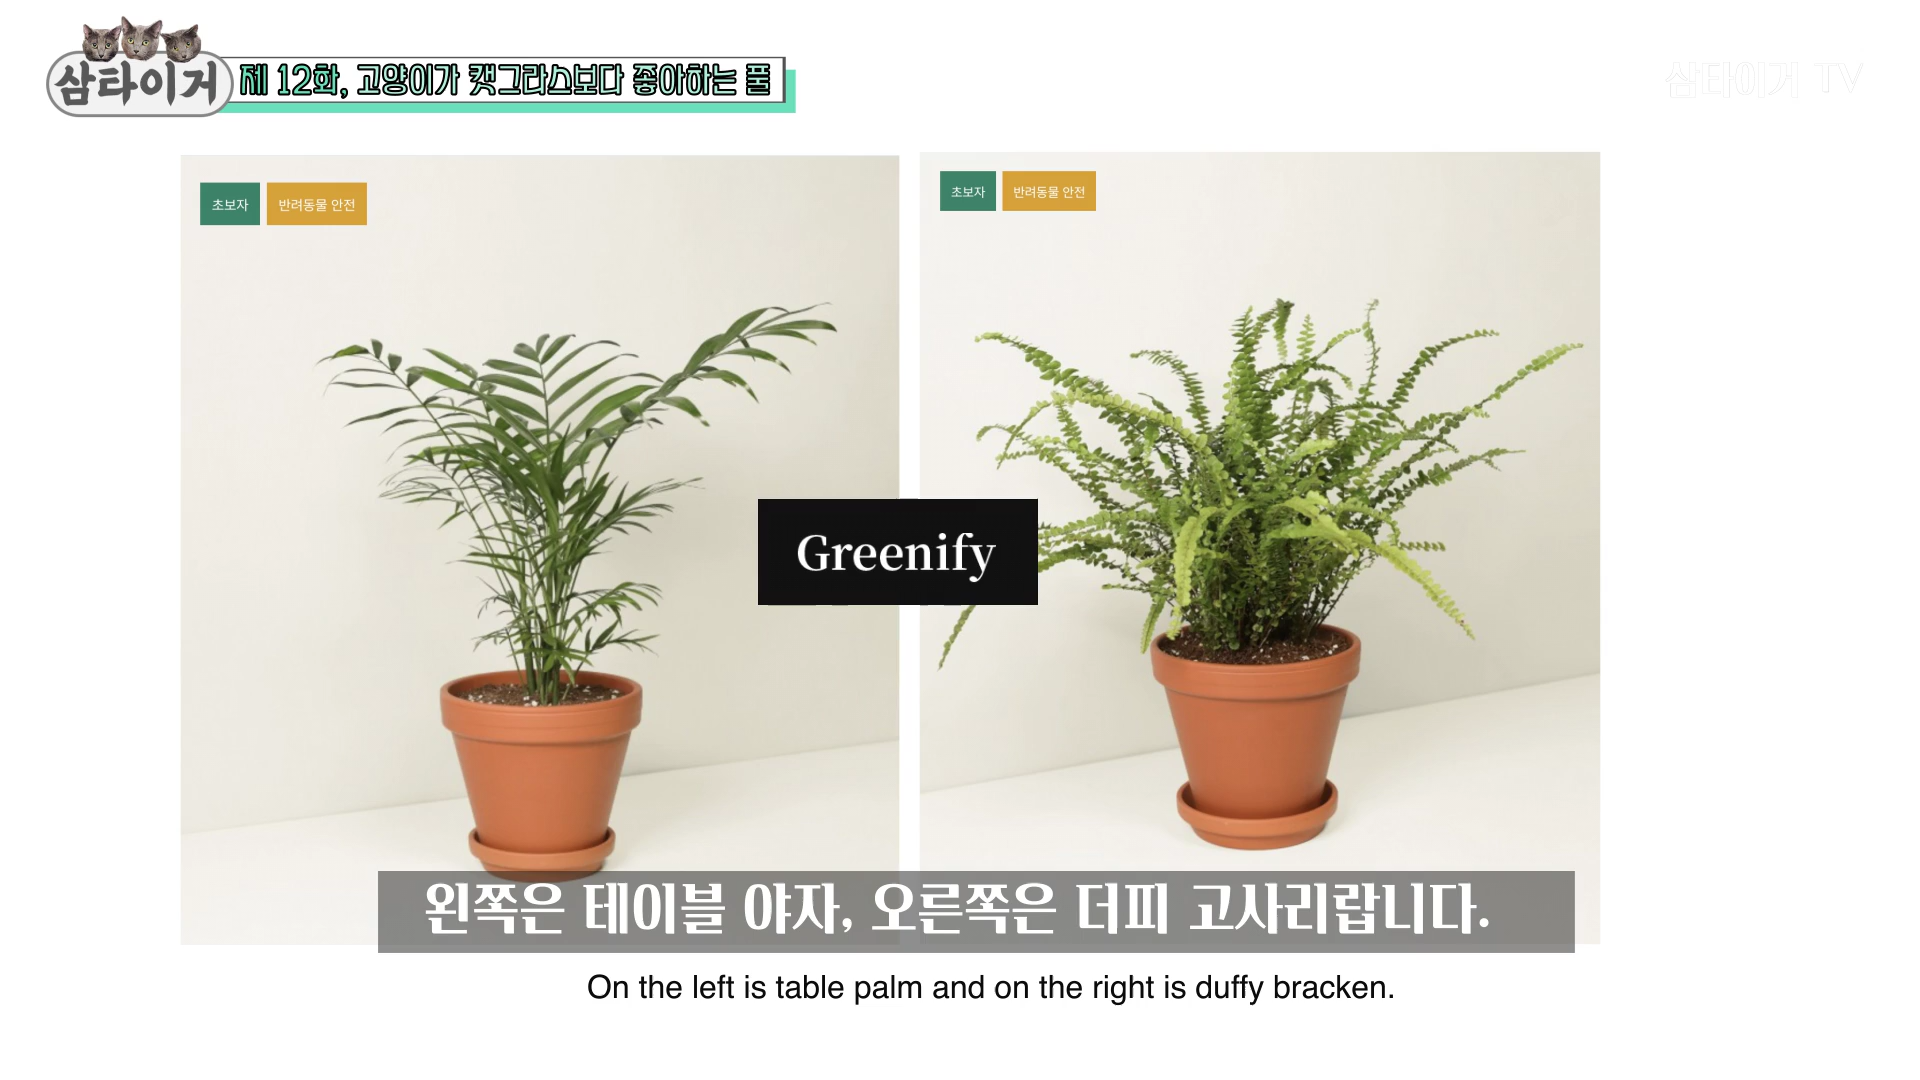 삼타이거
제 12화, 고양이가 캣그라스보다 좋아하는 풀
삼타이거 TV
초보자
반려동물 안전
초보자
반려동물 안전
Greenify
왼쪽은 테이블 야자, 오른쪽은 더피 고사리랍니다.
On the left is table palm and on the right is duffy bracken.